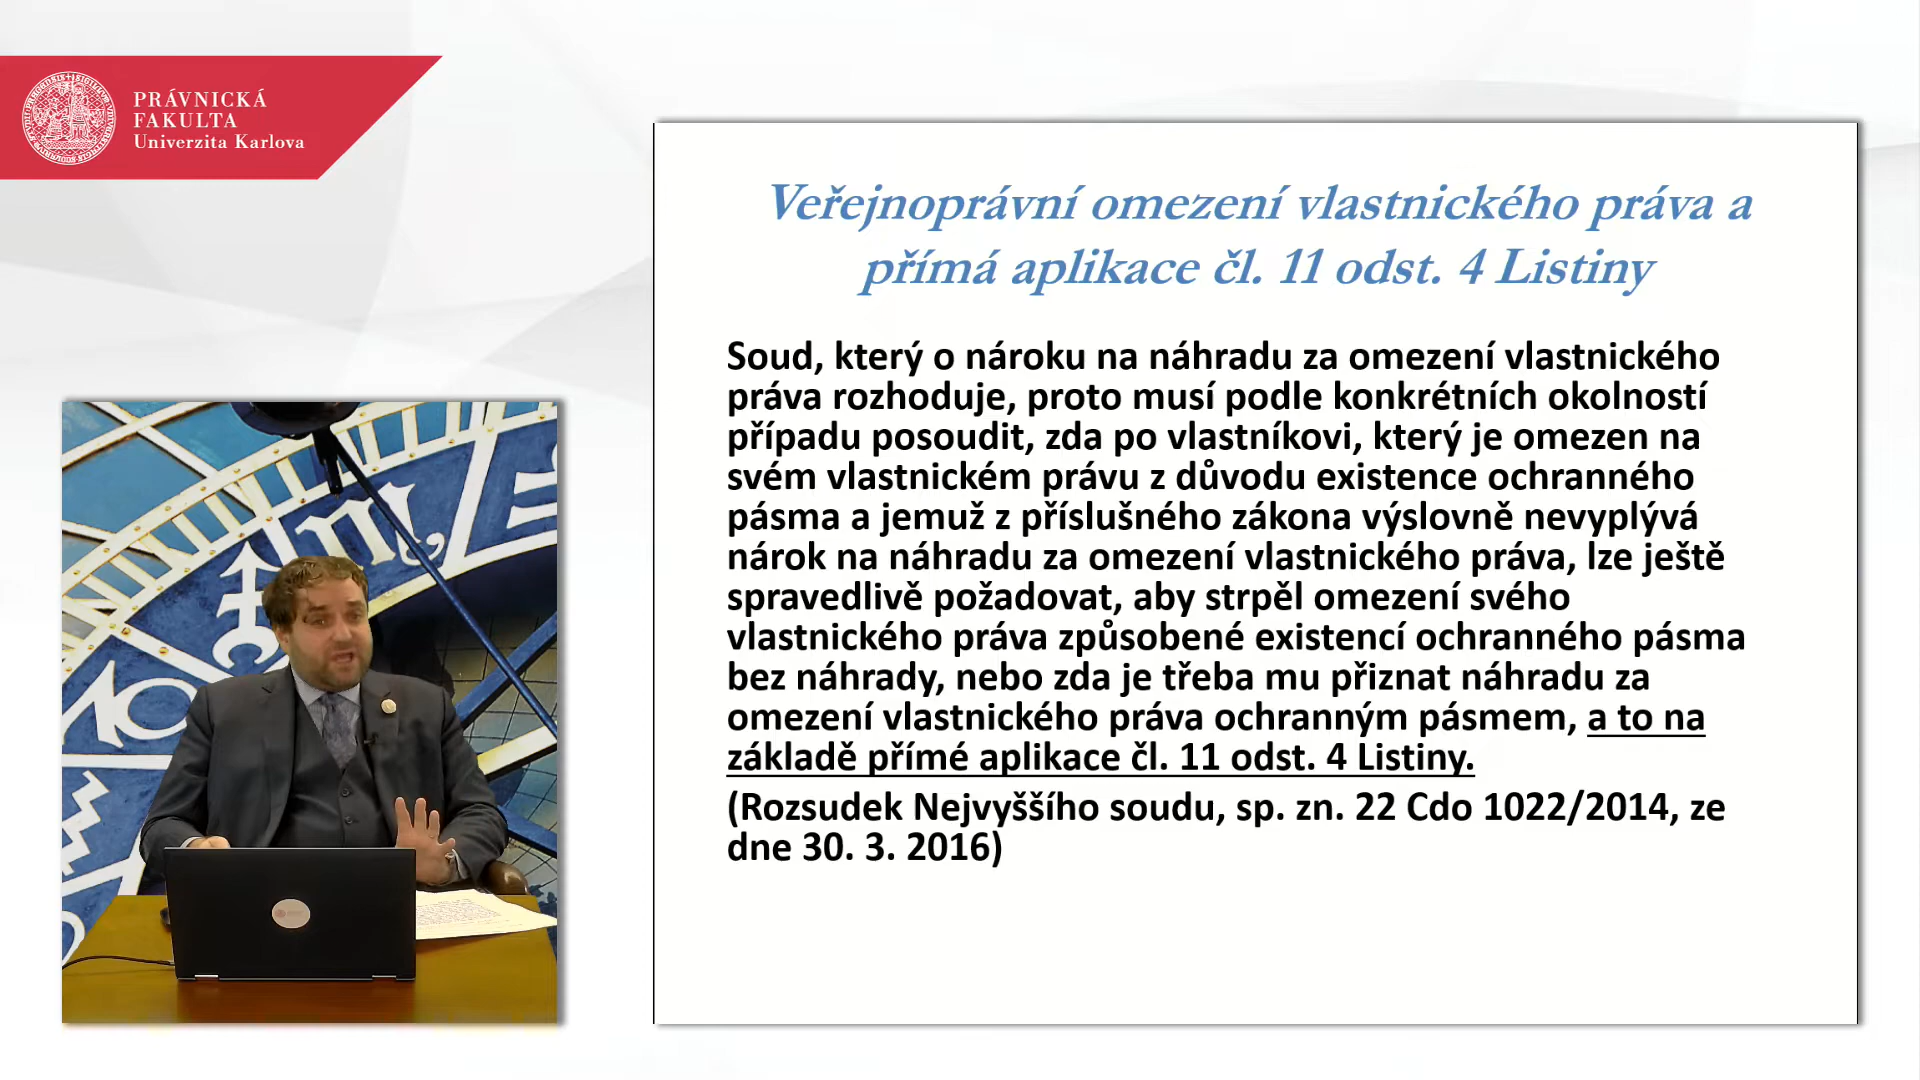 PRÁVNICKÁ
FAKULTA
Univerzita Karlova
Veřejnoprávní omezení vlastnického práva a
přímá aplikace čl. 11 odst. 4 Listiny
Soud, který o nároku na náhradu za omezení vlastnického
práva rozhoduje, proto musí podle konkrétních okolností
případu posoudit, zda po vlastníkovi, který je omezen na
svém vlastnickém právu z důvodu existence ochranného
pásma a jemuž z příslušného zákona výslovně nevyplývá
nárok na náhradu za omezení vlastnického práva, lze ještě
spravedlivě požadovat, aby strpěl omezení svého
vlastnického práva způsobené existencí ochranného pásma
bez náhrady, nebo zda je třeba mu přiznat náhradu za
omezení vlastnického práva ochranným pásmem, a to na
základě přímé aplikace čl. 11 odst. 4 Listiny.
(Rozsudek Nejvyššího soudu, sp. zn. 22 Cdo 1022/2014, ze
dne 30. 3. 2016)